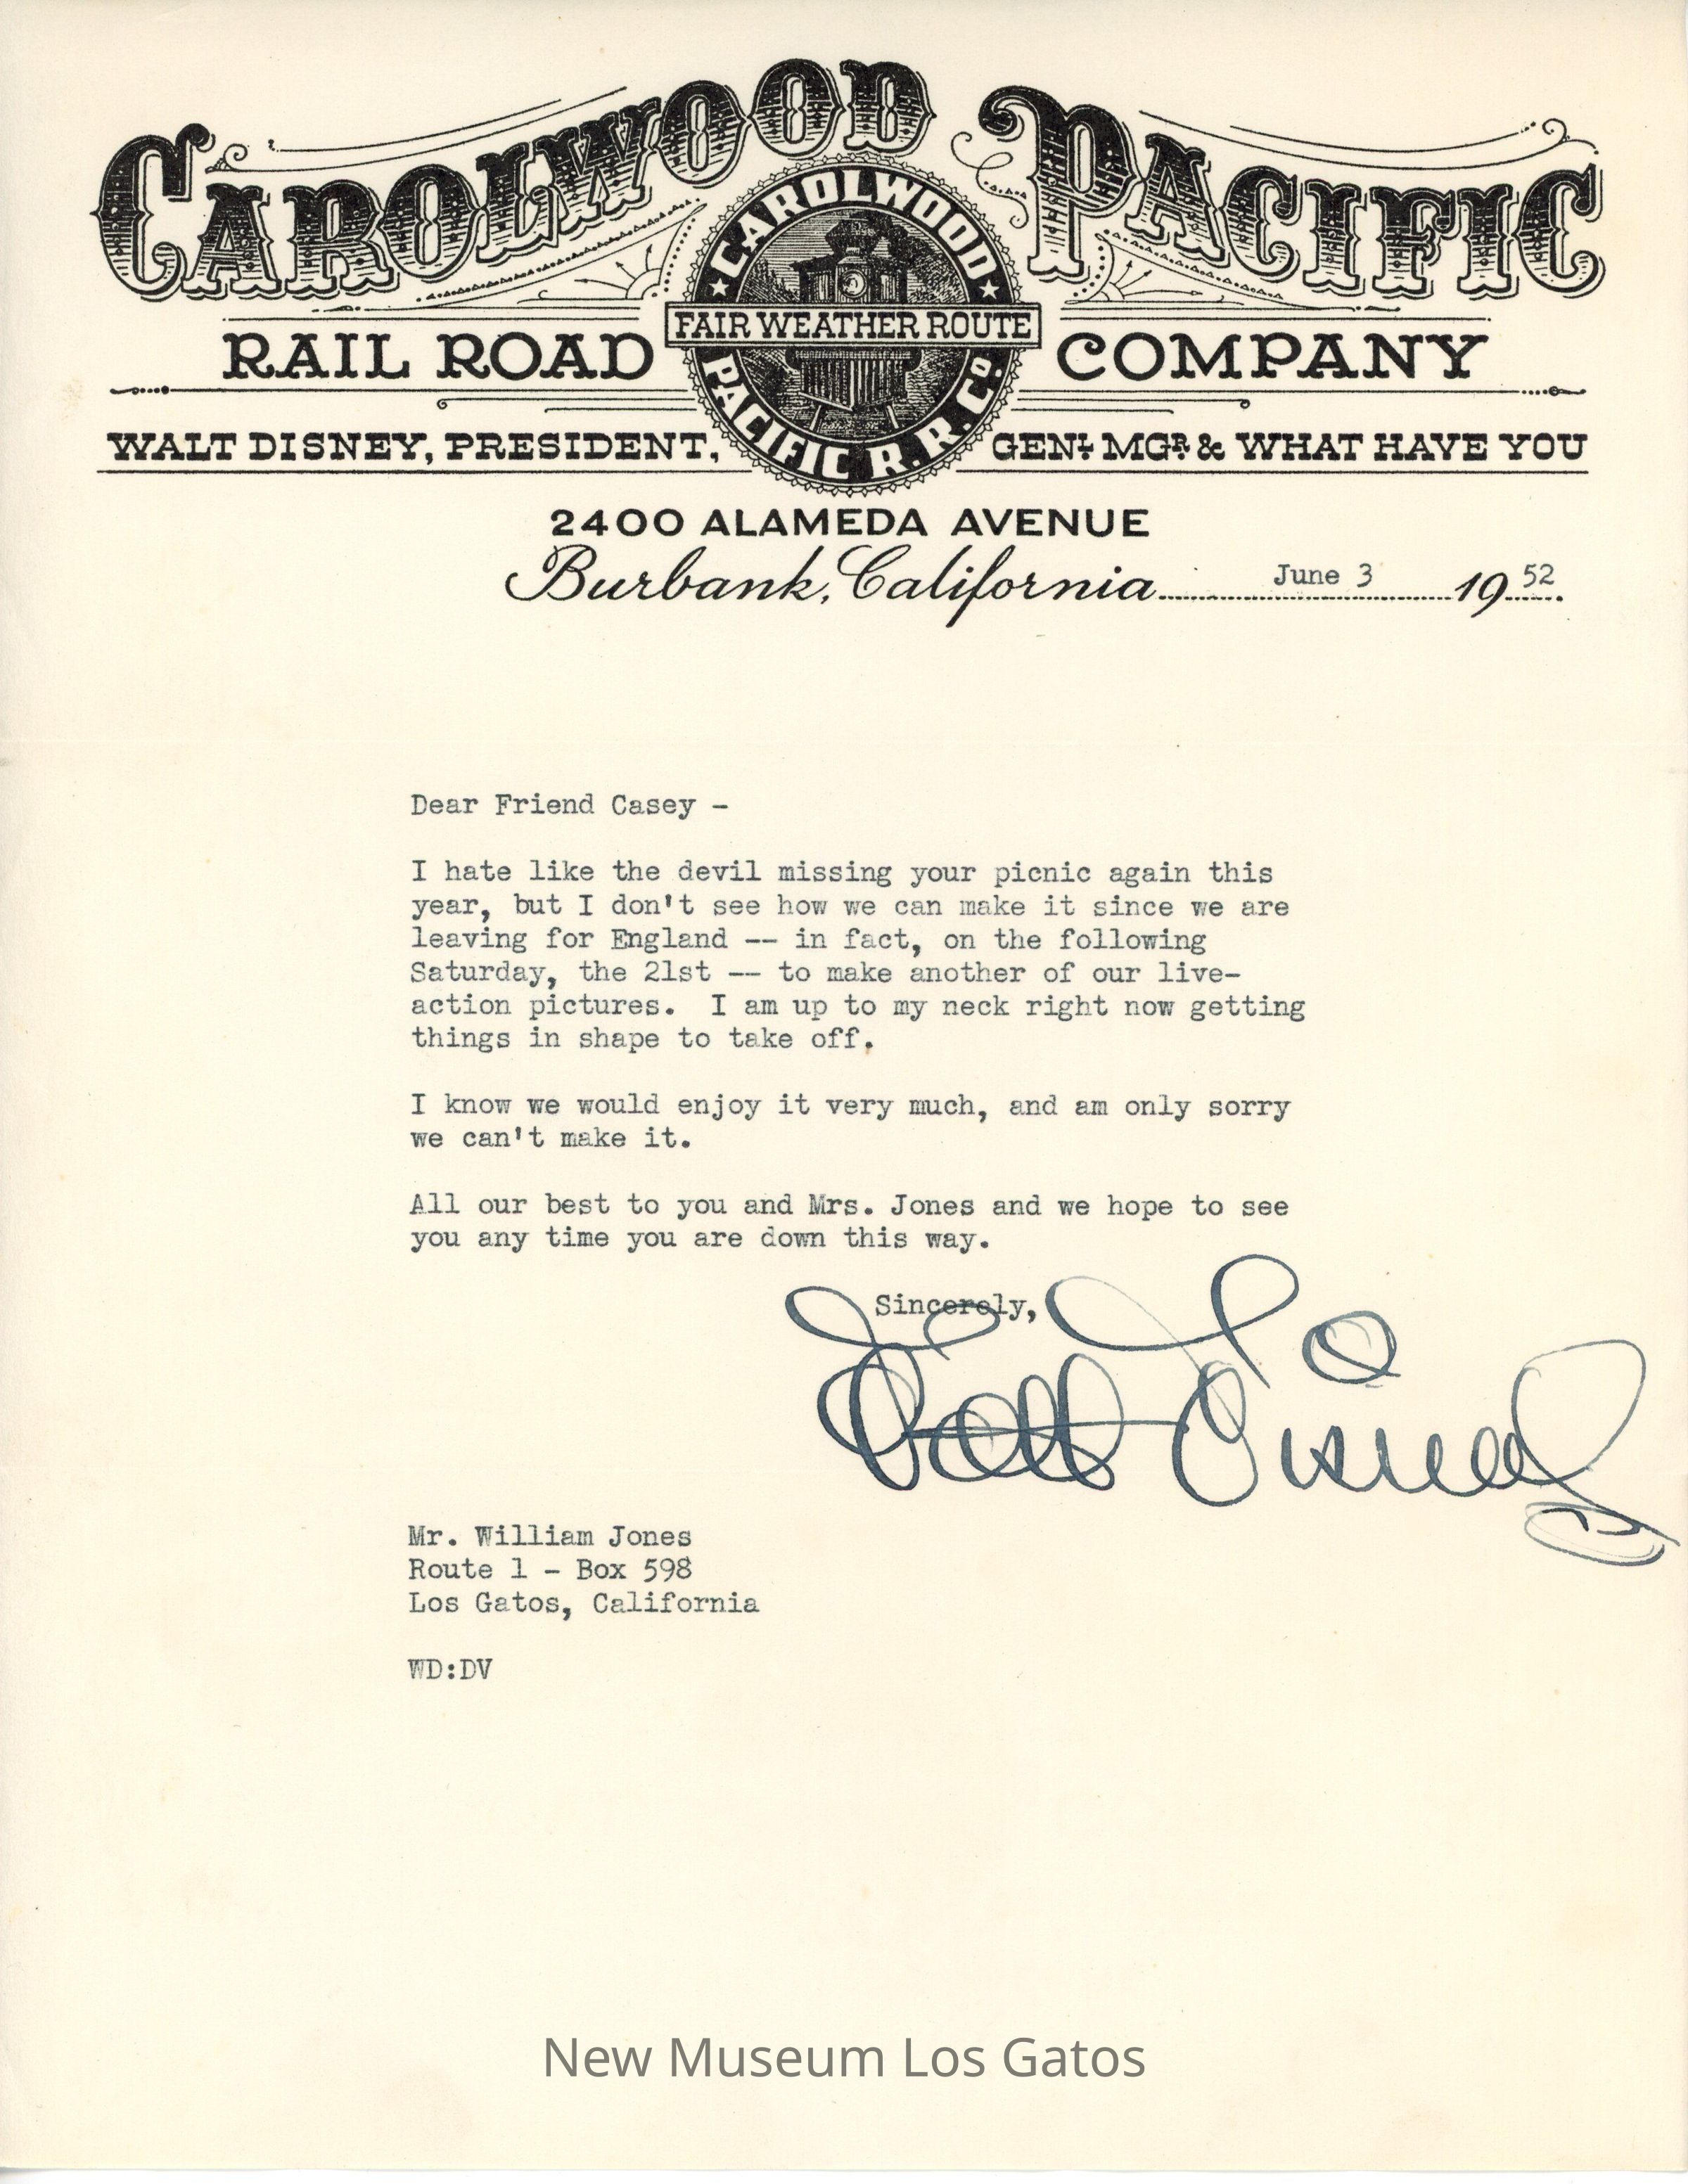 CAROLWOOD PACIFIC
CAROLWOOD
FAIR WEATHER ROUTE
PACIFIC R.R. Co.
RAIL ROAD COMPANY
WALT DISNEY, PRESIDENT, GENL. MGR. & WHAT HAVE YOU
2400 ALAMEDA AVENUE
Burbank, California June 3 19 52.
Dear Friend Casey -
I hate like the devil missing your picnic again this
year, but I don't see how we can make it since we are
leaving for England -- in fact, on the following
Saturday, the 21st -- to make another of our live-
action pictures. I am up to my neck right now getting
things in shape to take off.
I know we would enjoy it very much, and am only sorry
we can't make it.
All our best to you and Mrs. Jones and we hope to see
you any time you are down this way.
Sincerely,
Walt Disney
Mr. William Jones
Route 1 - Box 598
Los Gatos, California
WD:DV
New Museum Los Gatos